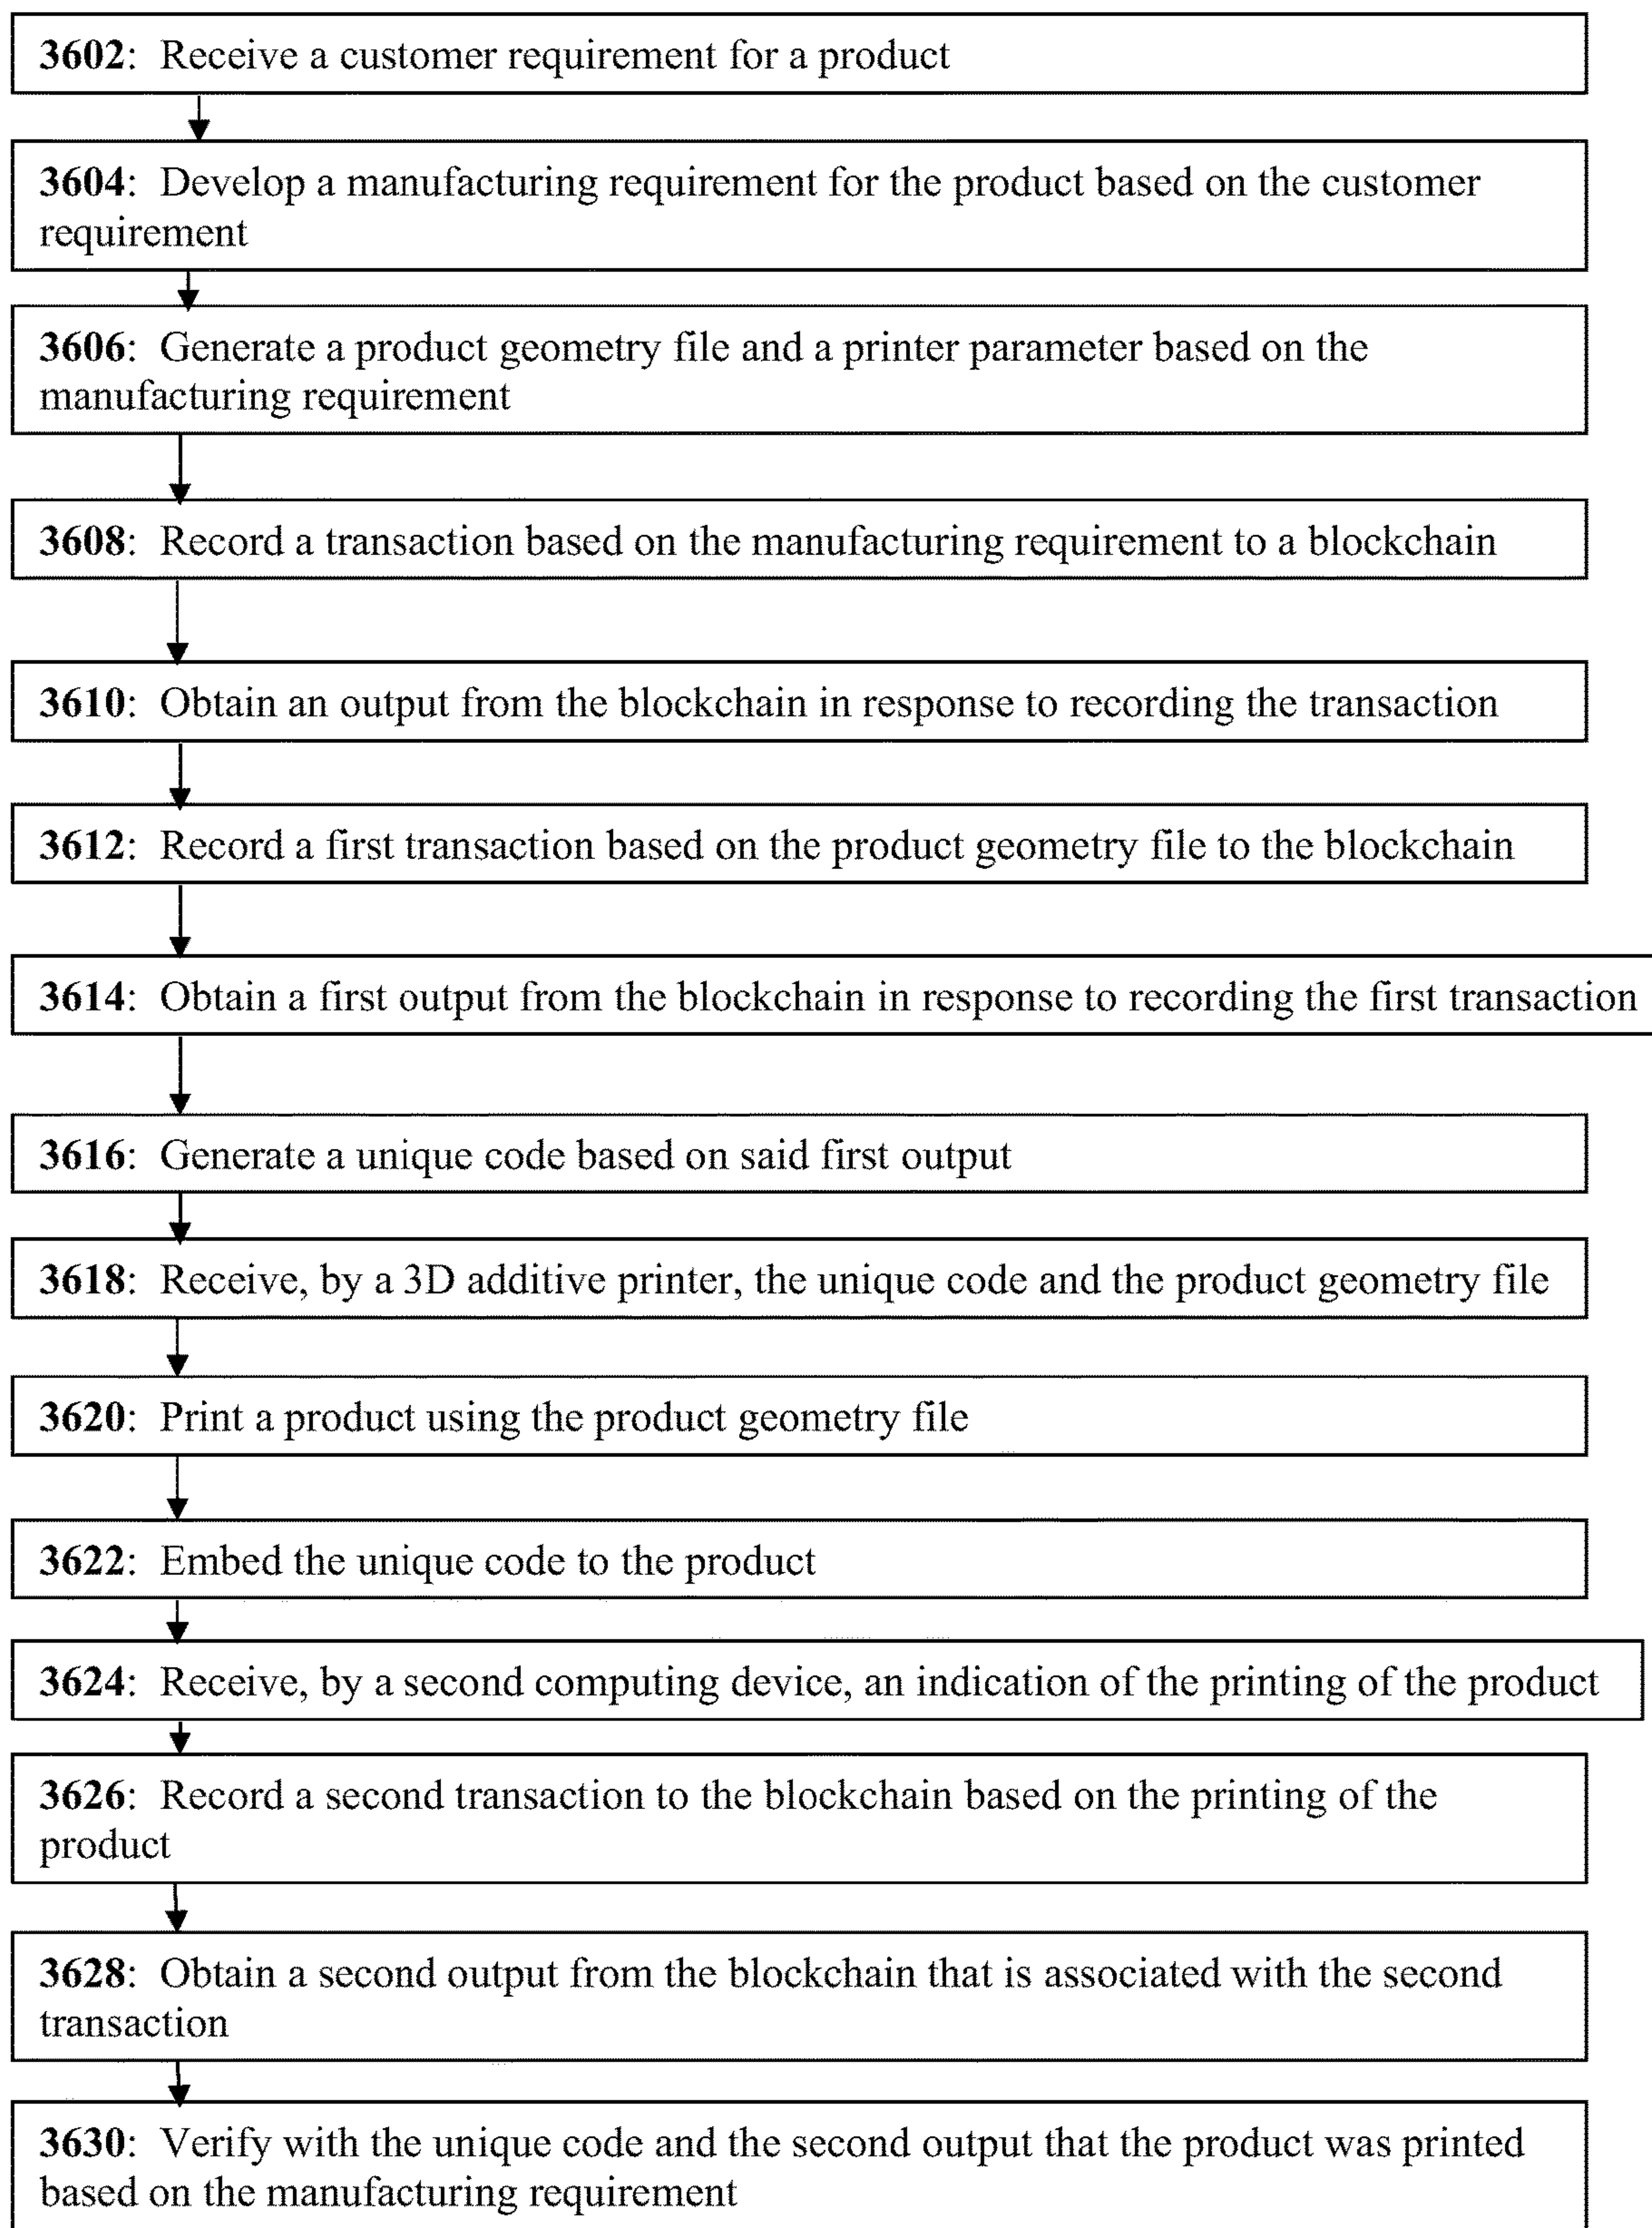 3602: Receive a customer requirement for a product
3604: Develop a manufacturing requirement for the product based on the customer
requirement
3606: Generate a product geometry file and a printer parameter based on the
manufacturing requirement
3608: Record a transaction based on the manufacturing requirement to a blockchain
3610: Obtain an output from the blockchain in response to recording the transaction
3612: Record a first transaction based on the product geometry file to the blockchain
3614: Obtain a first output from the blockchain in response to recording the first transaction
3616: Generate a unique code based on said first output
3618: Receive, by a 3D additive printer, the unique code and the product geometry file
3620: Print a product using the product geometry file
3622: Embed the unique code to the product
3624: Receive, by a second computing device, an indication of the printing of the product
3626: Record a second transaction to the blockchain based on the printing of the
product
3628: Obtain a second output from the blockchain that is associated with the second
transaction
3630: Verify with the unique code and the second output that the product was printed
based on the manufacturing requirement